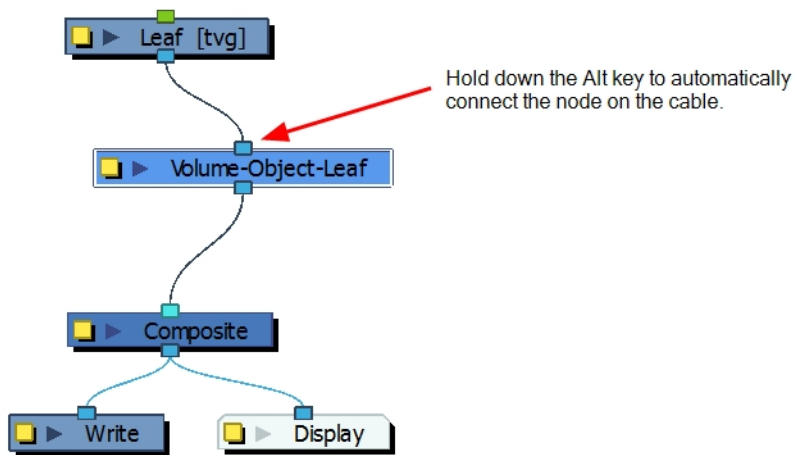 Leaf [tvg]
Hold down the Alt key to automatically
connect the node on the cable.
Volume-Object-Leaf
Composite
Write
Display